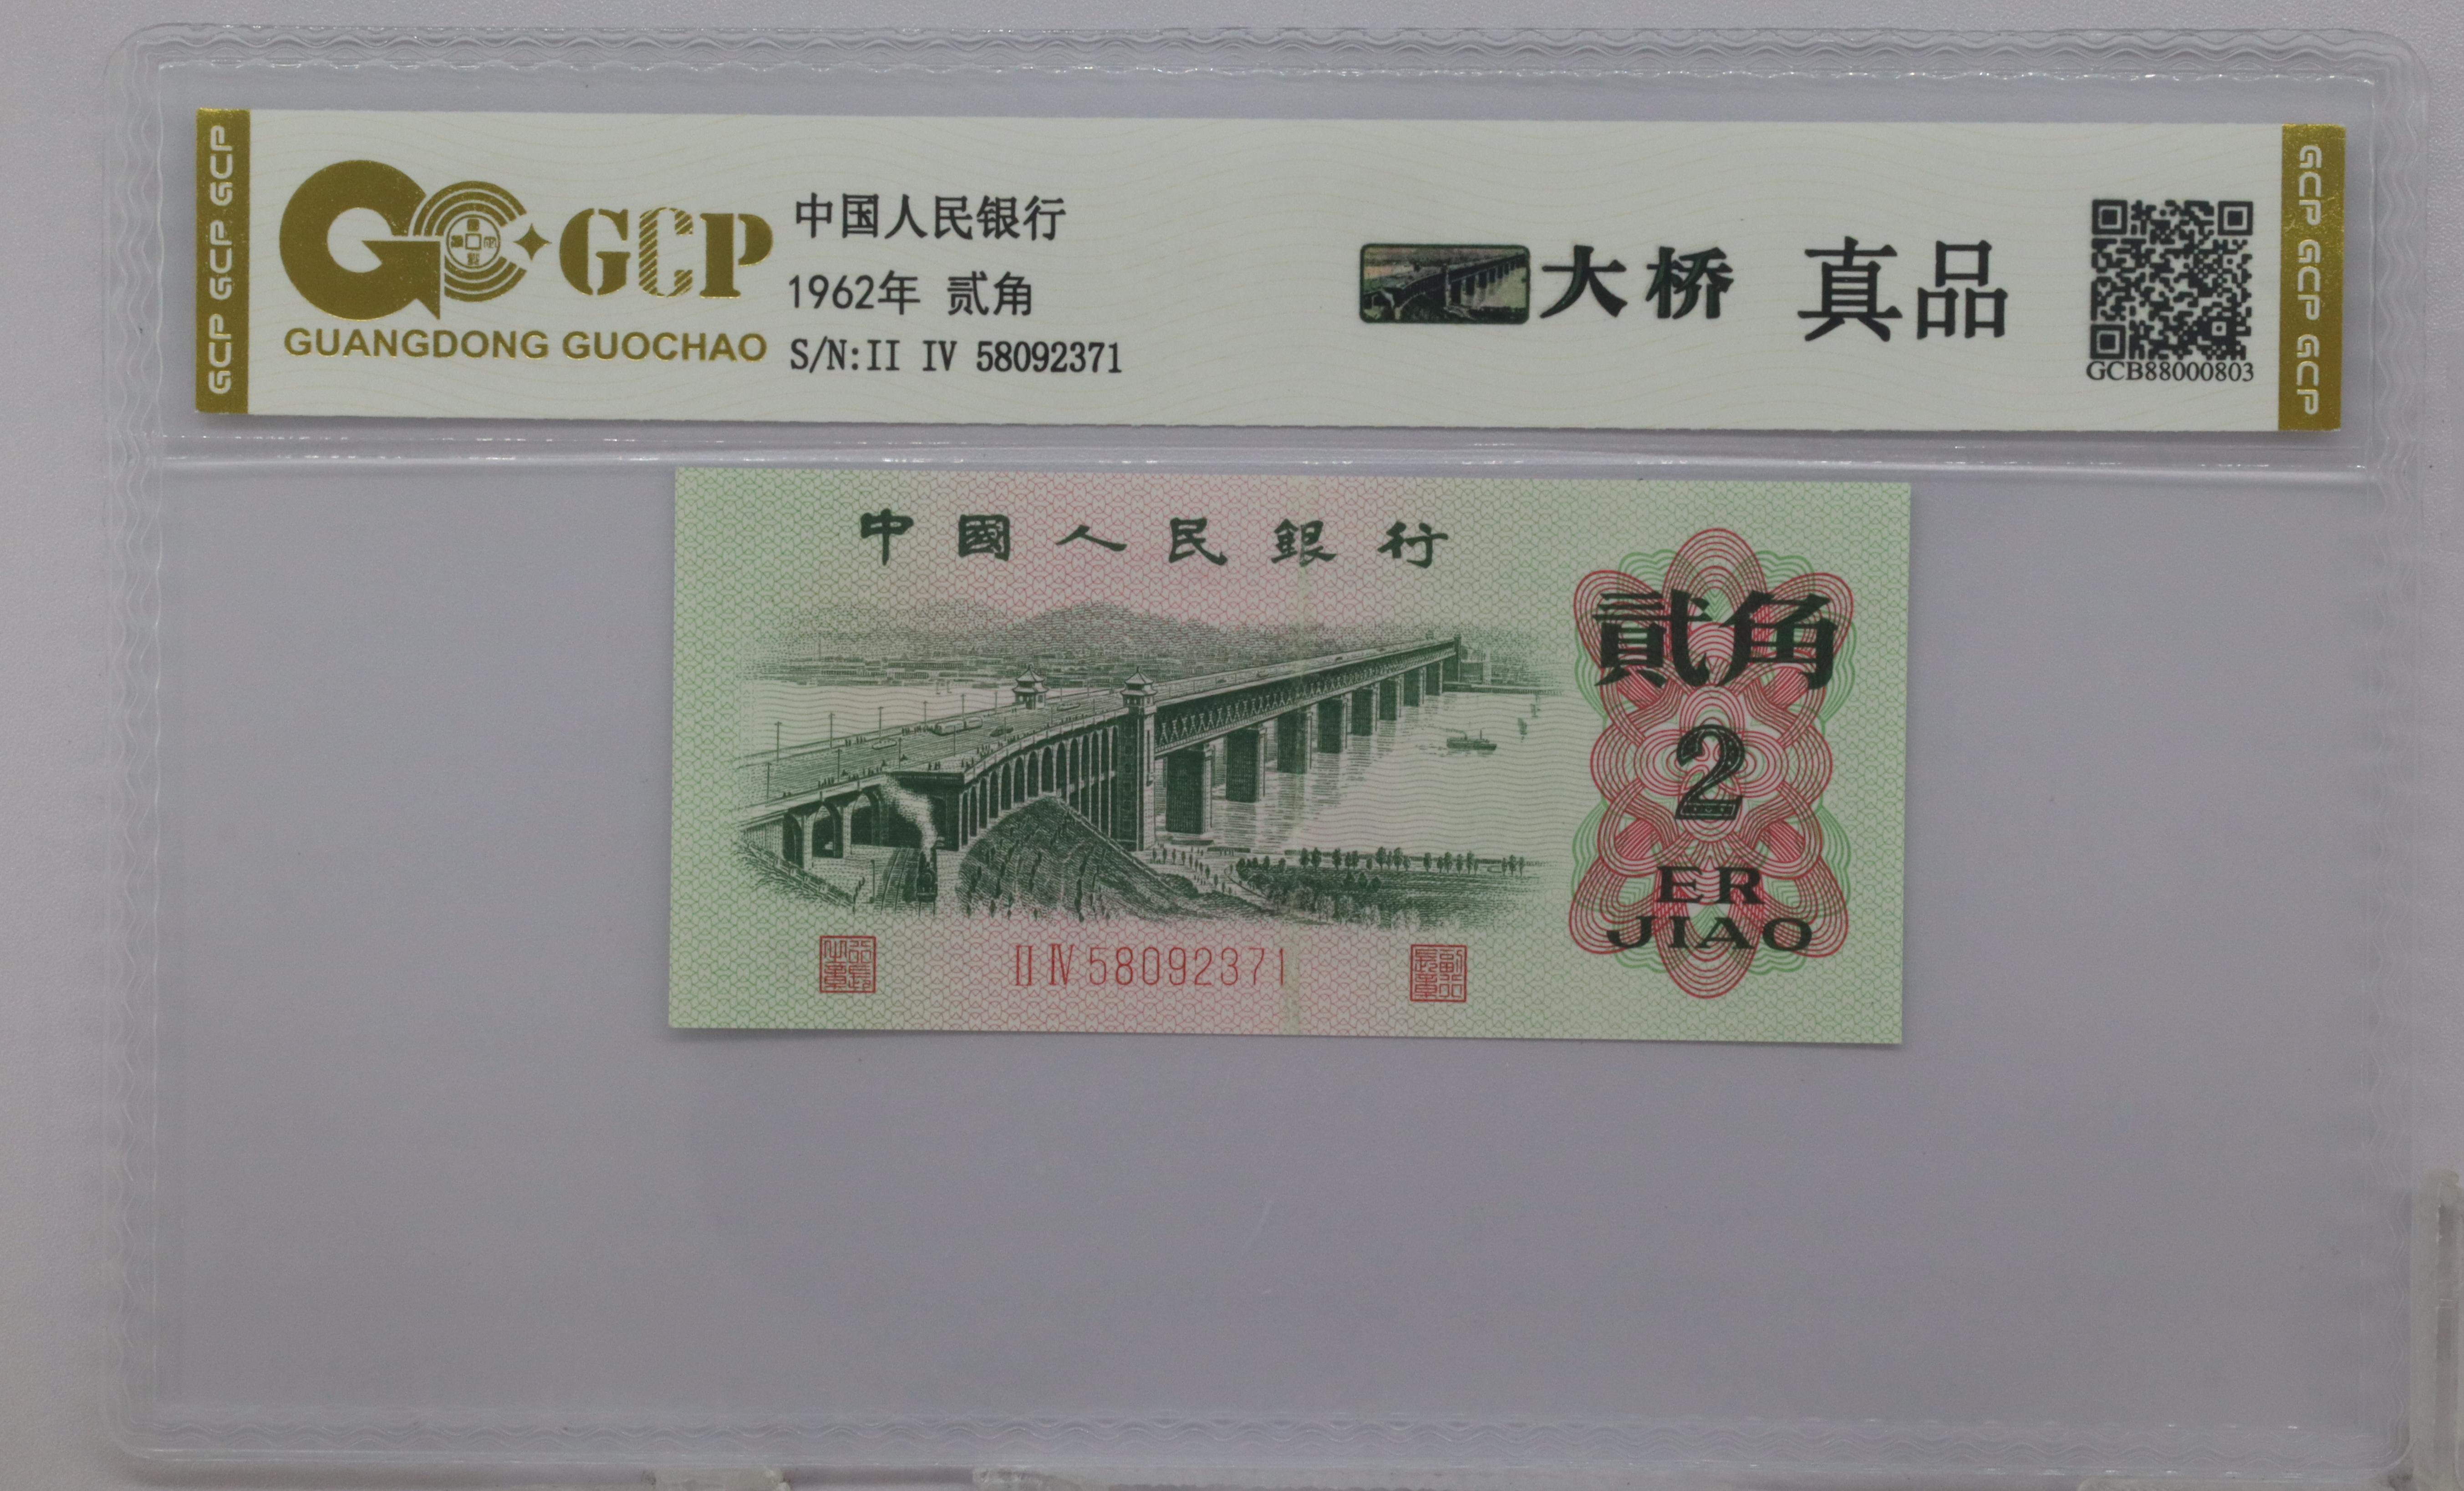 GCP GCP GCP
GCP
GUANGDONG GUOCHAO
中国人民银行
1962年 贰角
S/N:II IV 58092371
大桥 真品
GCB88000803
GCP GCP GCP
中國人民銀行
貳角
2
ER
JIAO
II IV 58092371